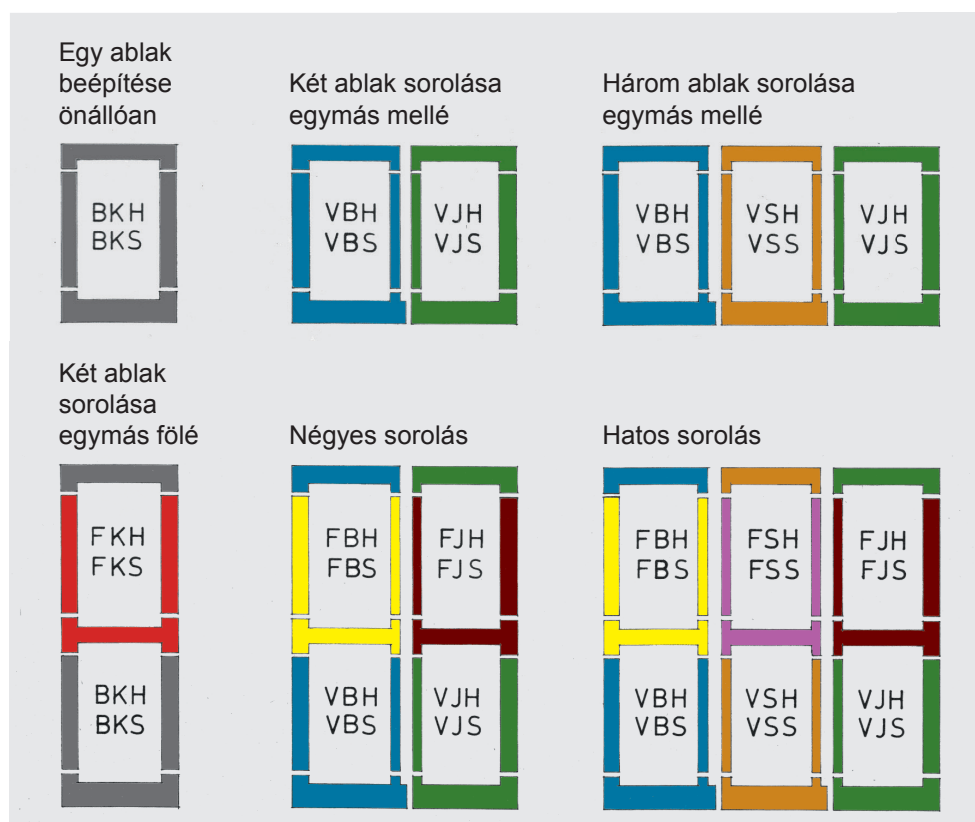 Egy ablak
beépítése
önállóan
BKH
BKS
Két ablak sorolása
egymás mellé
VBH
VBS
VJH
VJS
Három ablak sorolása
egymás mellé
VBH
VBS
VSH
VSS
VJH
VJS
Két ablak
sorolása
egymás fölé
FKH
FKS
BKH
BKS
Négyes sorolás
FBH
FBS
FJH
FJS
VBH
VBS
VJH
VJS
Hatos sorolás
FBH
FBS
FSH
FSS
FJH
FJS
VBH
VBS
VSH
VSS
VJH
VJS